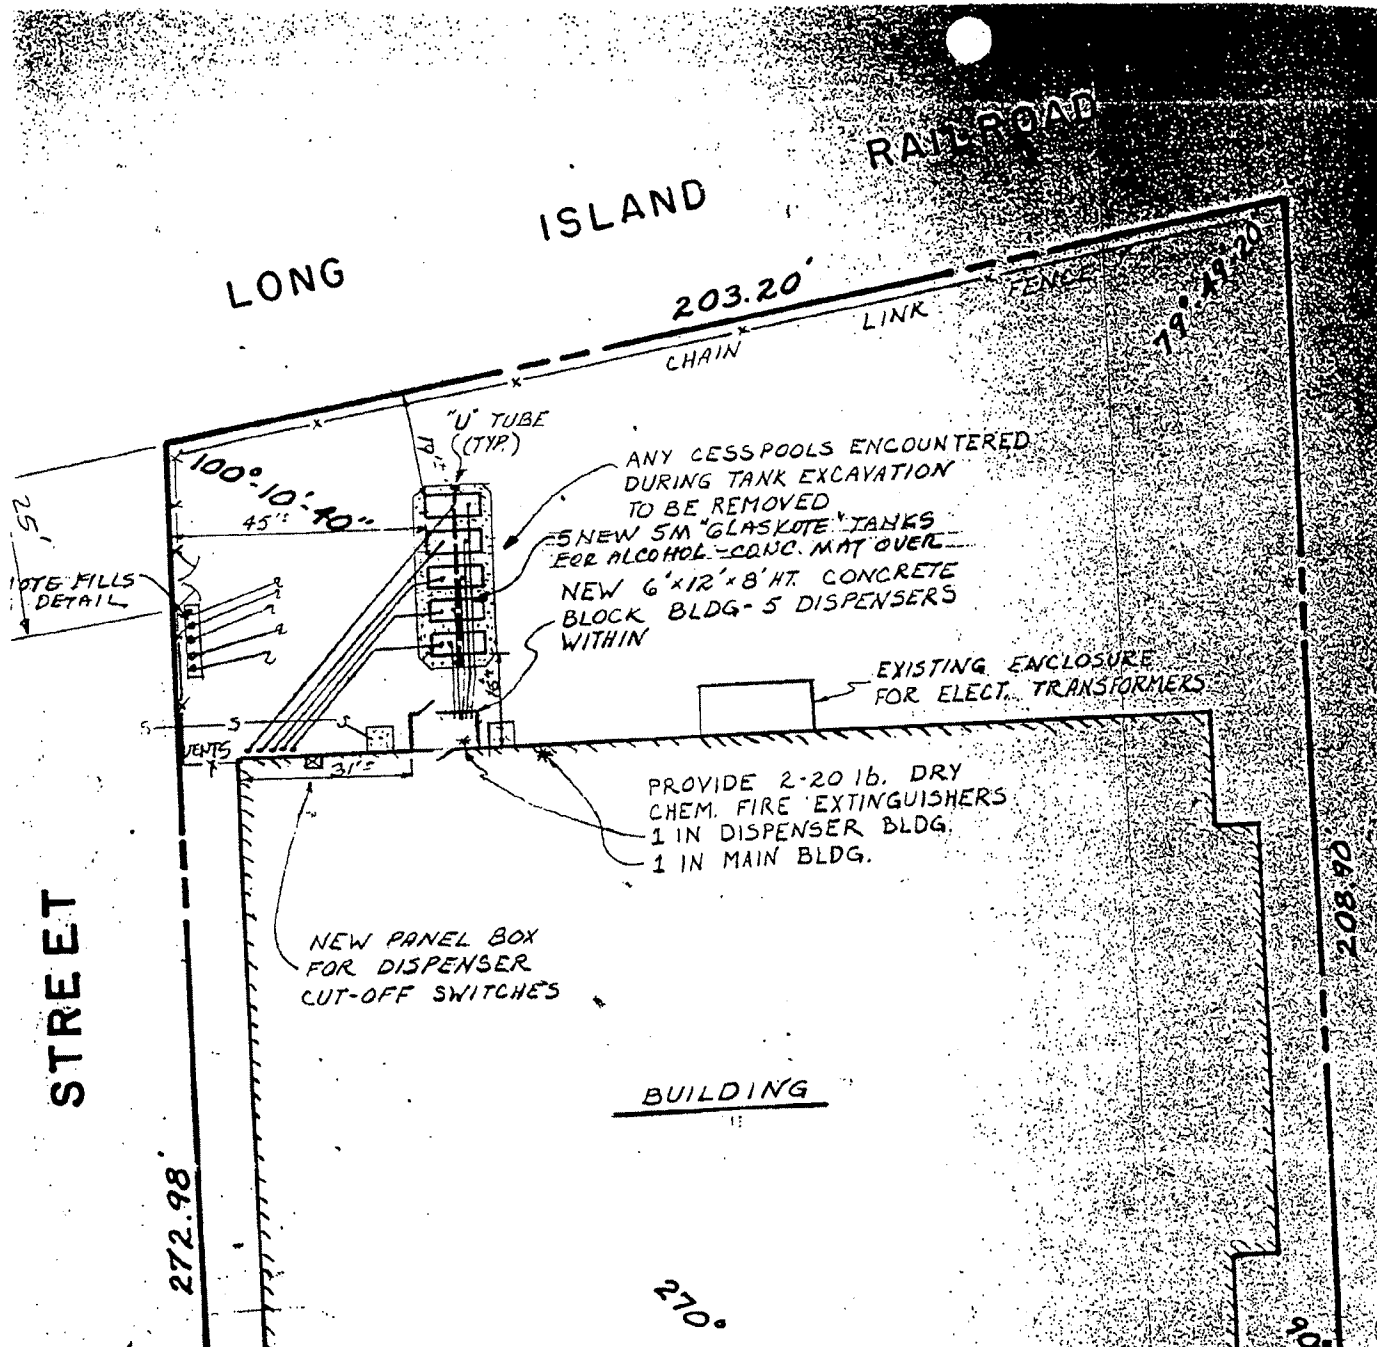 LONG ISLAND RAILROAD
203.20'
CHAIN LINK FENCE
79°-49'-20"
"U" TUBE
(TYP.)
19'±
100°-10'-40"
45'±
25'
ANY CESSPOOLS ENCOUNTERED
DURING TANK EXCAVATION
TO BE REMOVED
5 NEW 5M "GLASKOTE" TANKS
FOR ALCOHOL - CONC. MAT OVER
NEW 6'x12'x8' HT. CONCRETE
BLOCK BLDG - 5 DISPENSERS
WITHIN
FILLS
DETAIL
EXISTING ENCLOSURE
FOR ELECT. TRANSFORMERS
S S S
VENTS
31'±
PROVIDE 2-20 lb. DRY
CHEM. FIRE EXTINGUISHERS
1 IN DISPENSER BLDG.
1 IN MAIN BLDG.
NEW PANEL BOX
FOR DISPENSER
CUT-OFF SWITCHES
STREET
208.90
BUILDING
272.98'
270°
90°